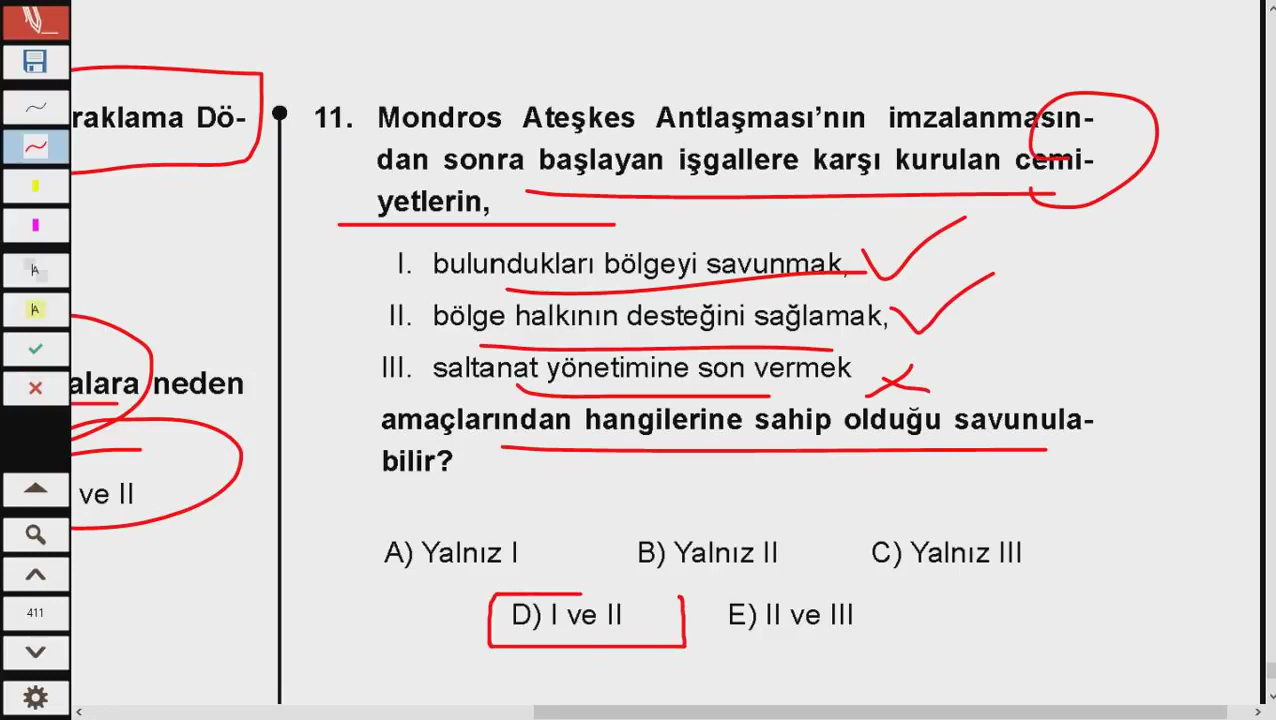 raklama Dö-
alara neden
ve II
11. Mondros Ateşkes Antlaşması’nın imzalanmasın-
dan sonra başlayan işgallere karşı kurulan cemi-
yetlerin,
I. bulundukları bölgeyi savunmak,
II. bölge halkının desteğini sağlamak,
III. saltanat yönetimine son vermek
amaçlarından hangilerine sahip olduğu savunula-
bilir?
A) Yalnız I B) Yalnız II C) Yalnız III
D) I ve II E) II ve III
A
A
411